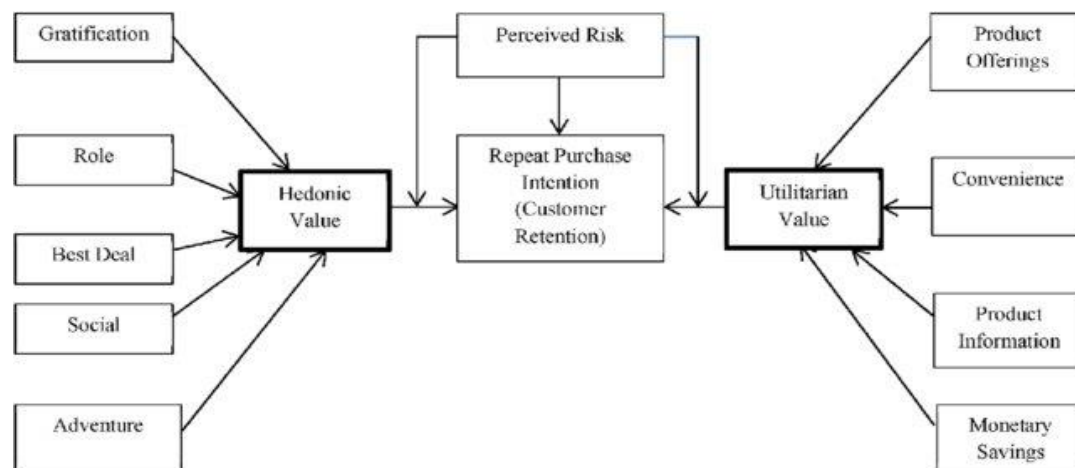 Gratification
Perceived Risk
Product
Offerings
Role
Repeat Purchase
Intention
(Customer
Retention)
Hedonic
Value
Utilitarian
Value
Convenience
Best Deal
Social
Product
Information
Adventure
Monetary
Savings